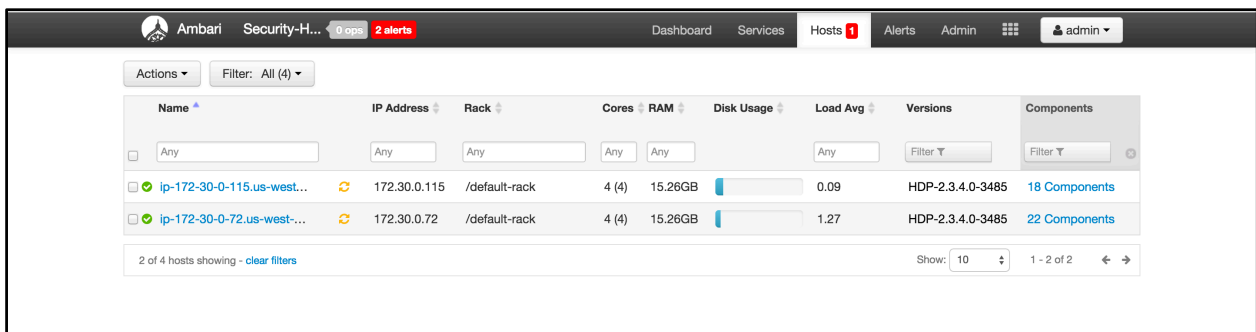 Ambari Security-H... 0 ops 2 alerts Dashboard Services Hosts 1 Alerts Admin admin
Actions Filter: All (4)
Name IP Address Rack Cores RAM Disk Usage Load Avg Versions Components
Any Any Any Any Any Any Filter Filter
ip-172-30-0-115.us-west... 172.30.0.115 /default-rack 4 (4) 15.26GB 0.09 HDP-2.3.4.0-3485 18 Components
ip-172-30-0-72.us-west-... 172.30.0.72 /default-rack 4 (4) 15.26GB 1.27 HDP-2.3.4.0-3485 22 Components
2 of 4 hosts showing - clear filters Show: 10 1 - 2 of 2